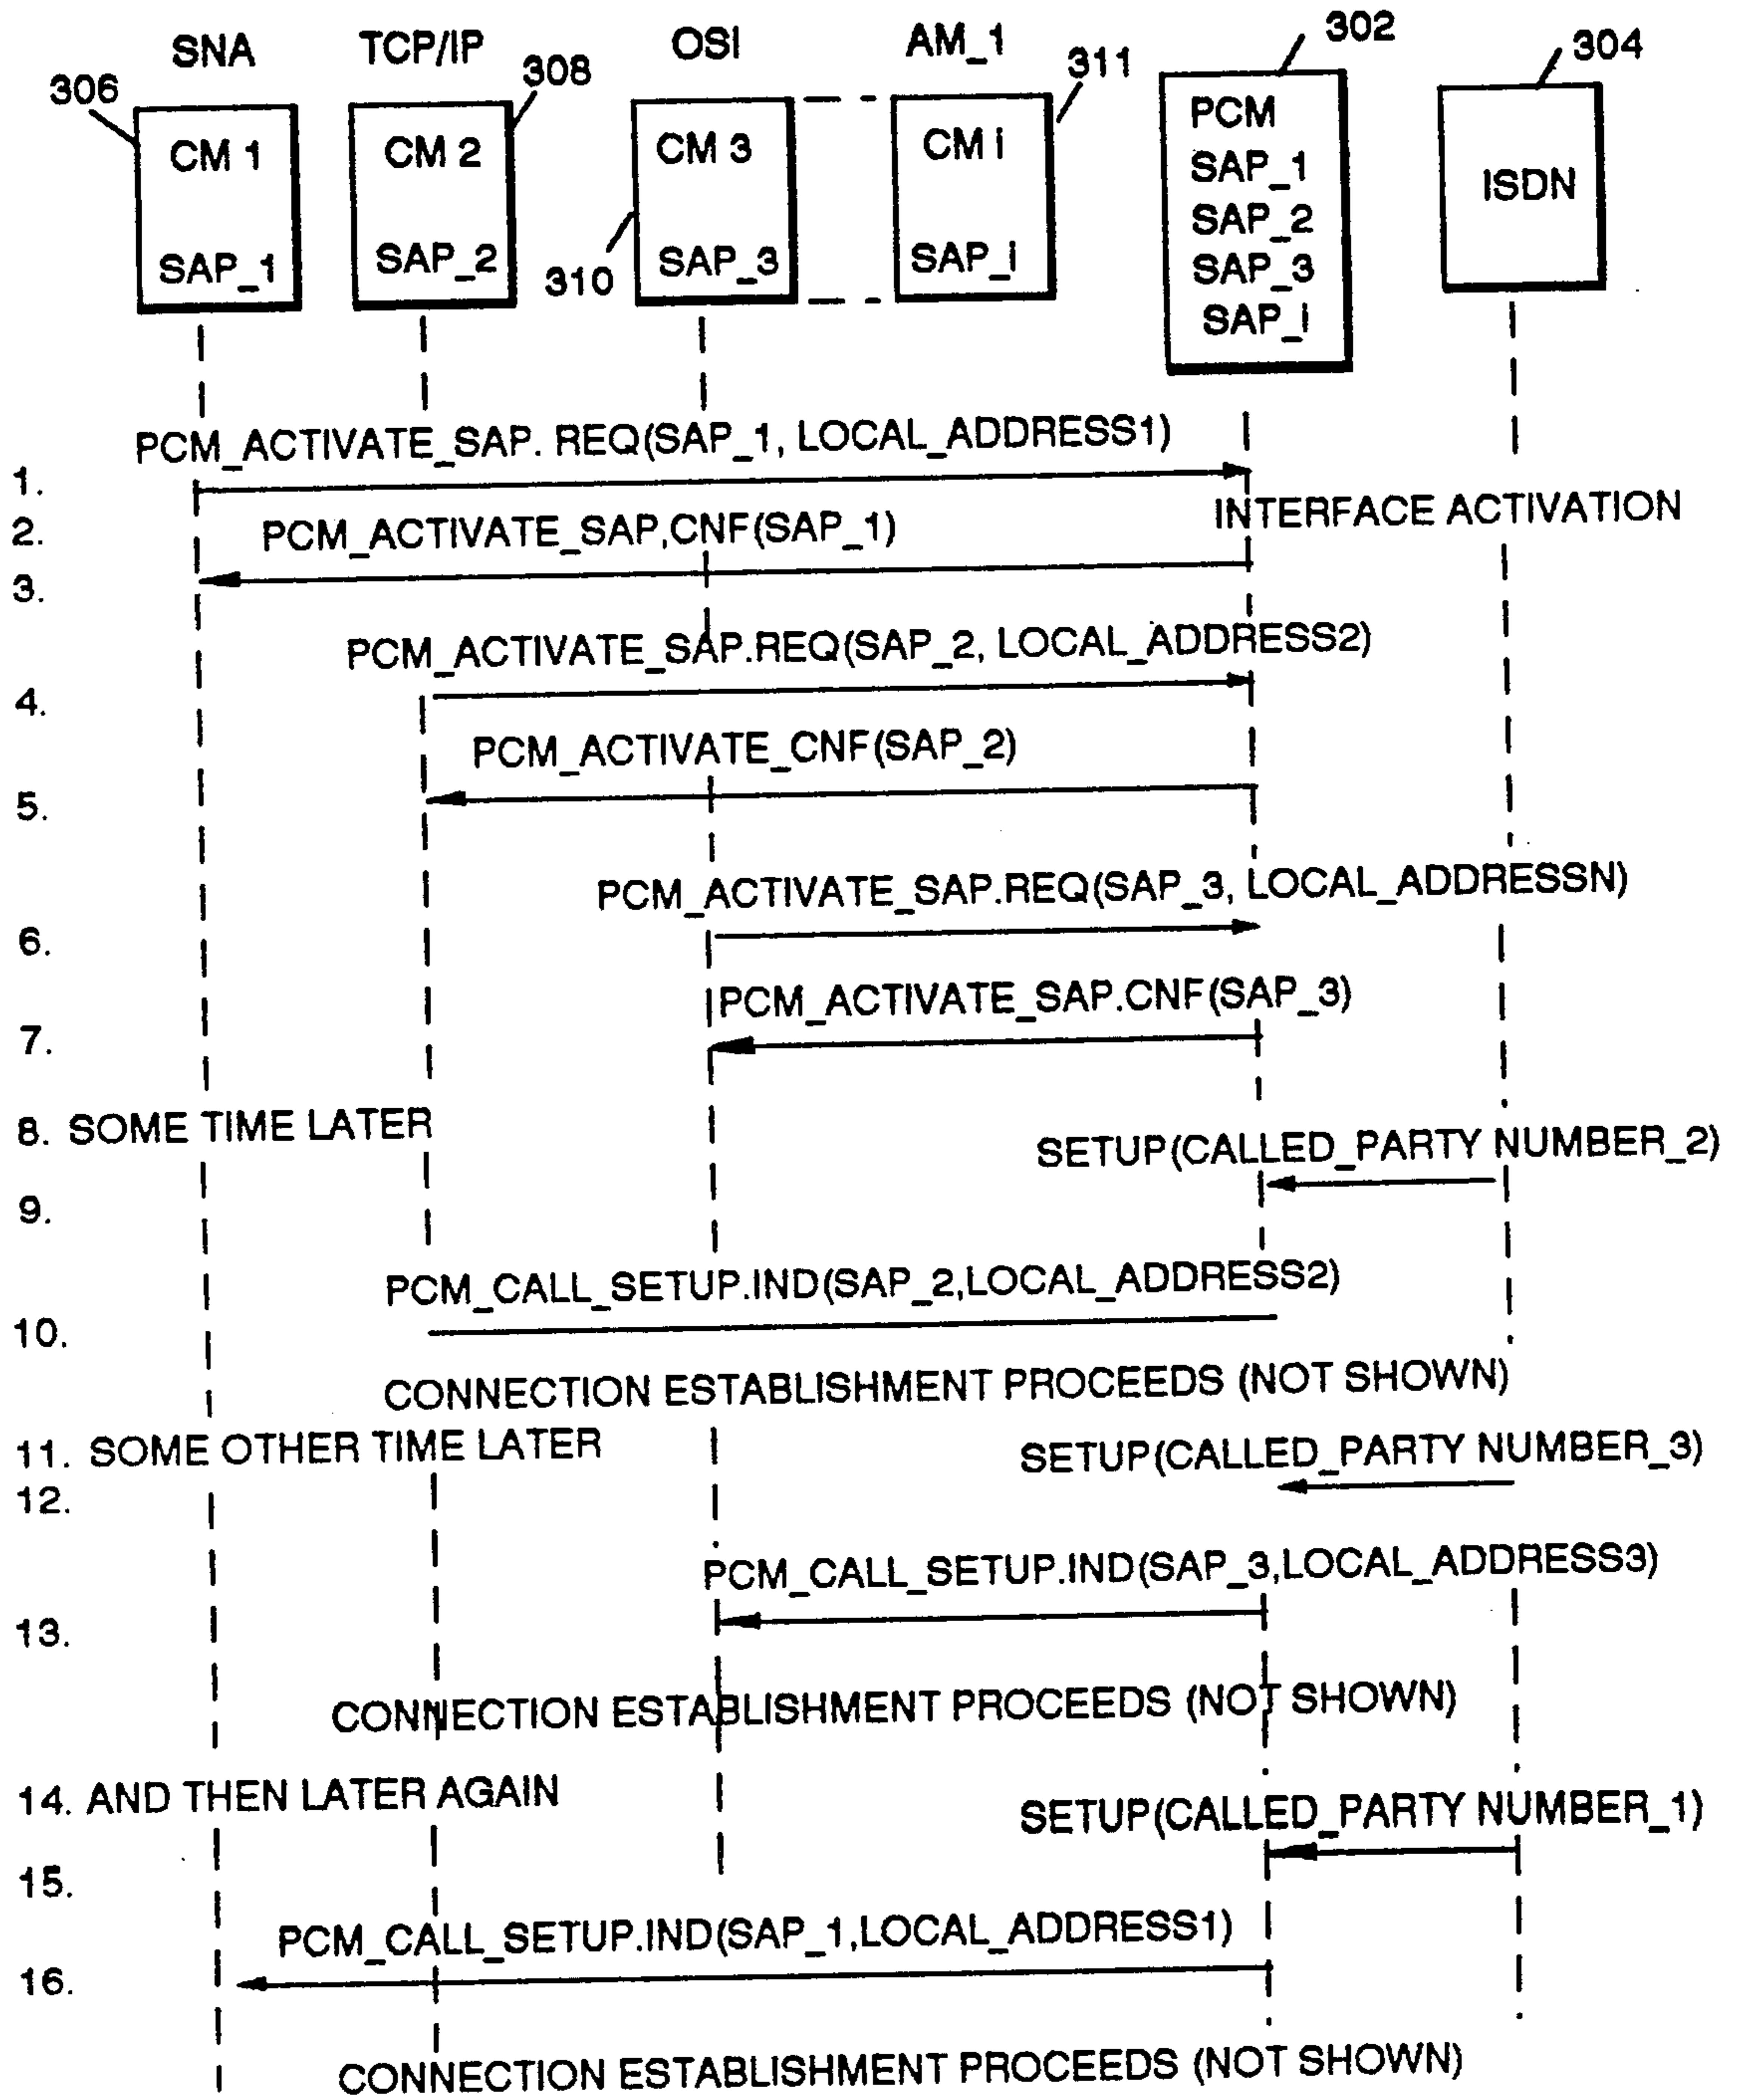 SNA TCP/IP OSI AM_1 302 304
306 308 311
CM 1 CM 2 CM 3 CM i PCM
SAP_1
ISDN
SAP_2
SAP_1 SAP_2 310 SAP_3 SAP_i SAP_3
SAP_i
PCM_ACTIVATE_SAP. REQ(SAP_1, LOCAL_ADDRESS1)
1.
INTERFACE ACTIVATION
2. PCM_ACTIVATE_SAP,CNF(SAP_1)
3.
PCM_ACTIVATE_SAP.REQ(SAP_2, LOCAL_ADDRESS2)
4.
PCM_ACTIVATE_CNF(SAP_2)
5.
PCM_ACTIVATE_SAP.REQ(SAP_3, LOCAL_ADDRESSN)
6.
PCM_ACTIVATE_SAP.CNF(SAP_3)
7.
8. SOME TIME LATER
SETUP(CALLED_PARTY NUMBER_2)
9.
PCM_CALL_SETUP.IND(SAP_2,LOCAL_ADDRESS2)
10.
CONNECTION ESTABLISHMENT PROCEEDS (NOT SHOWN)
11. SOME OTHER TIME LATER
SETUP(CALLED_PARTY NUMBER_3)
12.
PCM_CALL_SETUP.IND(SAP_3,LOCAL_ADDRESS3)
13.
CONNECTION ESTABLISHMENT PROCEEDS (NOT SHOWN)
14. AND THEN LATER AGAIN
SETUP(CALLED_PARTY NUMBER_1)
15.
PCM_CALL_SETUP.IND(SAP_1,LOCAL_ADDRESS1)
16.
CONNECTION ESTABLISHMENT PROCEEDS (NOT SHOWN)